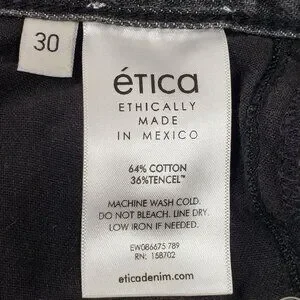 30
ética
ETHICALLY
MADE
IN MEXICO
64% COTTON
36%TENCEL™
MACHINE WASH COLD.
DO NOT BLEACH. LINE DRY.
LOW IRON IF NEEDED.
EW086675 789
RN: 158702
eticadenim.com